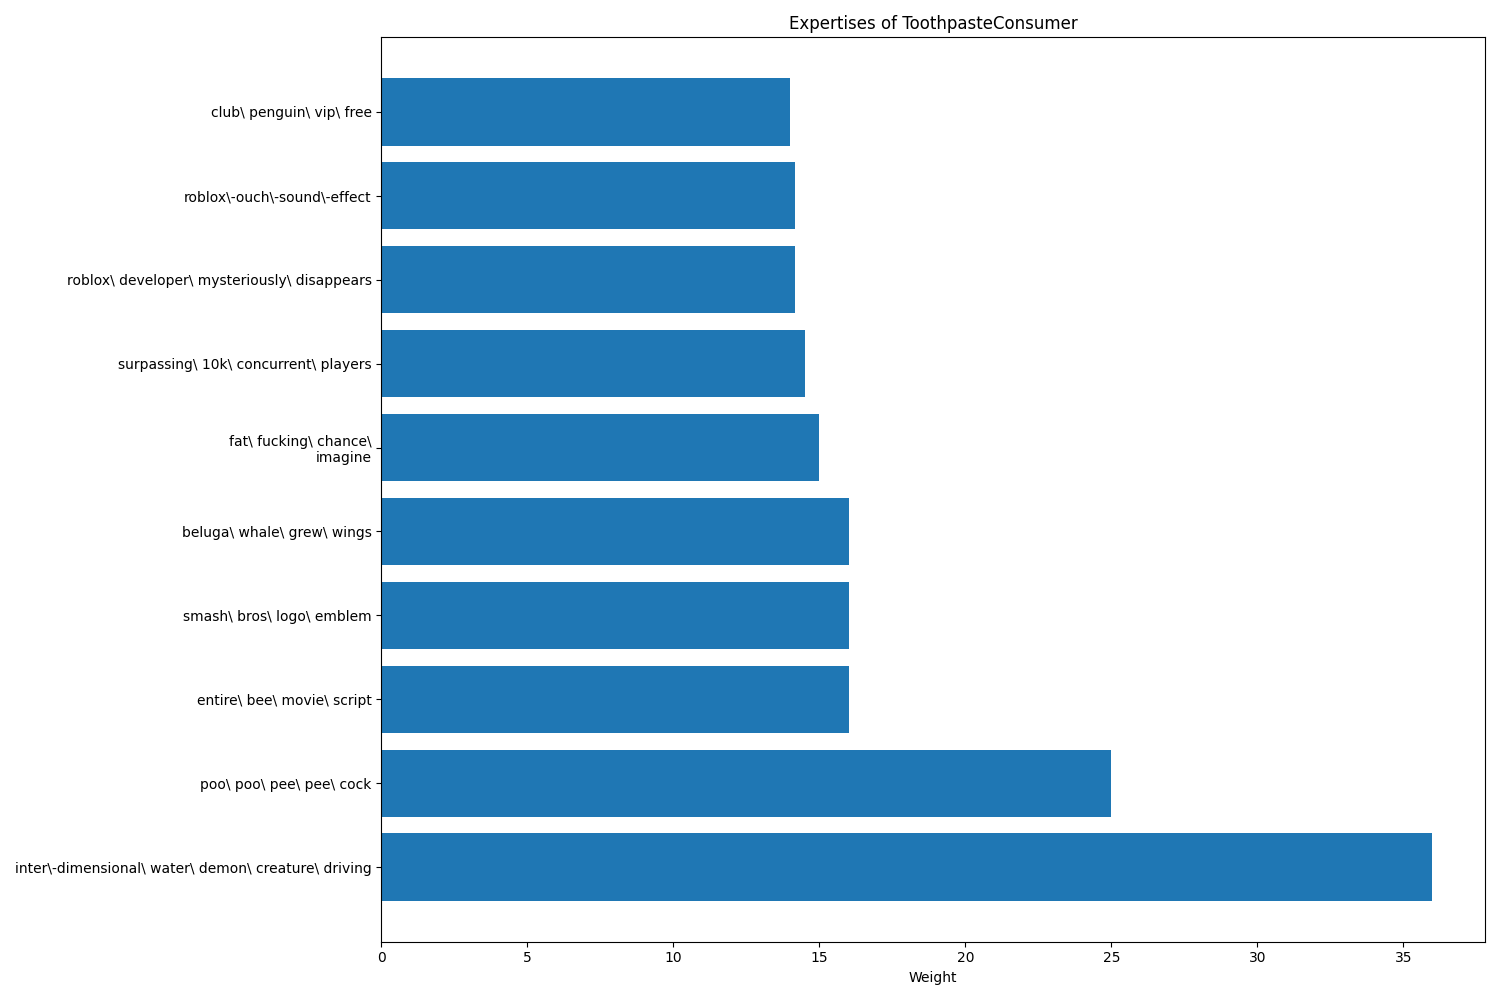 Expertises of ToothpasteConsumer
club\ penguin\ vip\ free
roblox\-ouch\-sound\-effect
roblox\ developer\ mysteriously\ disappears
surpassing\ 10k\ concurrent\ players
fat\ fucking\ chance\
imagine
beluga\ whale\ grew\ wings
smash\ bros\ logo\ emblem
entire\ bee\ movie\ script
poo\ poo\ pee\ pee\ cock
inter\-dimensional\ water\ demon\ creature\ driving
0 5 10 15 20 25 30 35
Weight